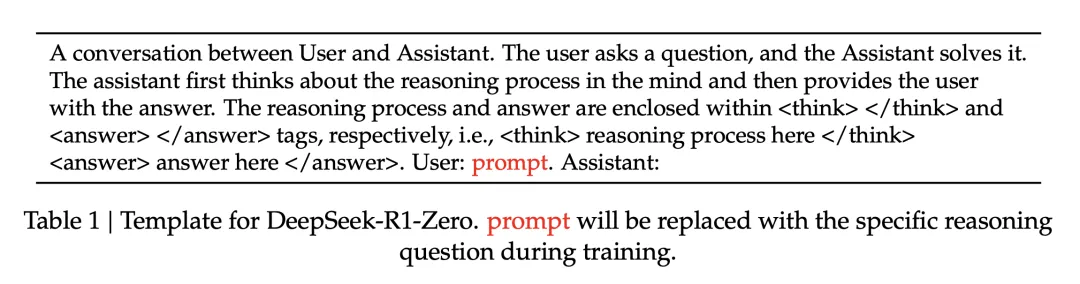 A conversation between User and Assistant. The user asks a question, and the Assistant solves it.
The assistant first thinks about the reasoning process in the mind and then provides the user
with the answer. The reasoning process and answer are enclosed within <think> </think> and
<answer> </answer> tags, respectively, i.e., <think> reasoning process here </think>
<answer> answer here </answer>. User: prompt. Assistant:
Table 1 | Template for DeepSeek-R1-Zero. prompt will be replaced with the specific reasoning
question during training.